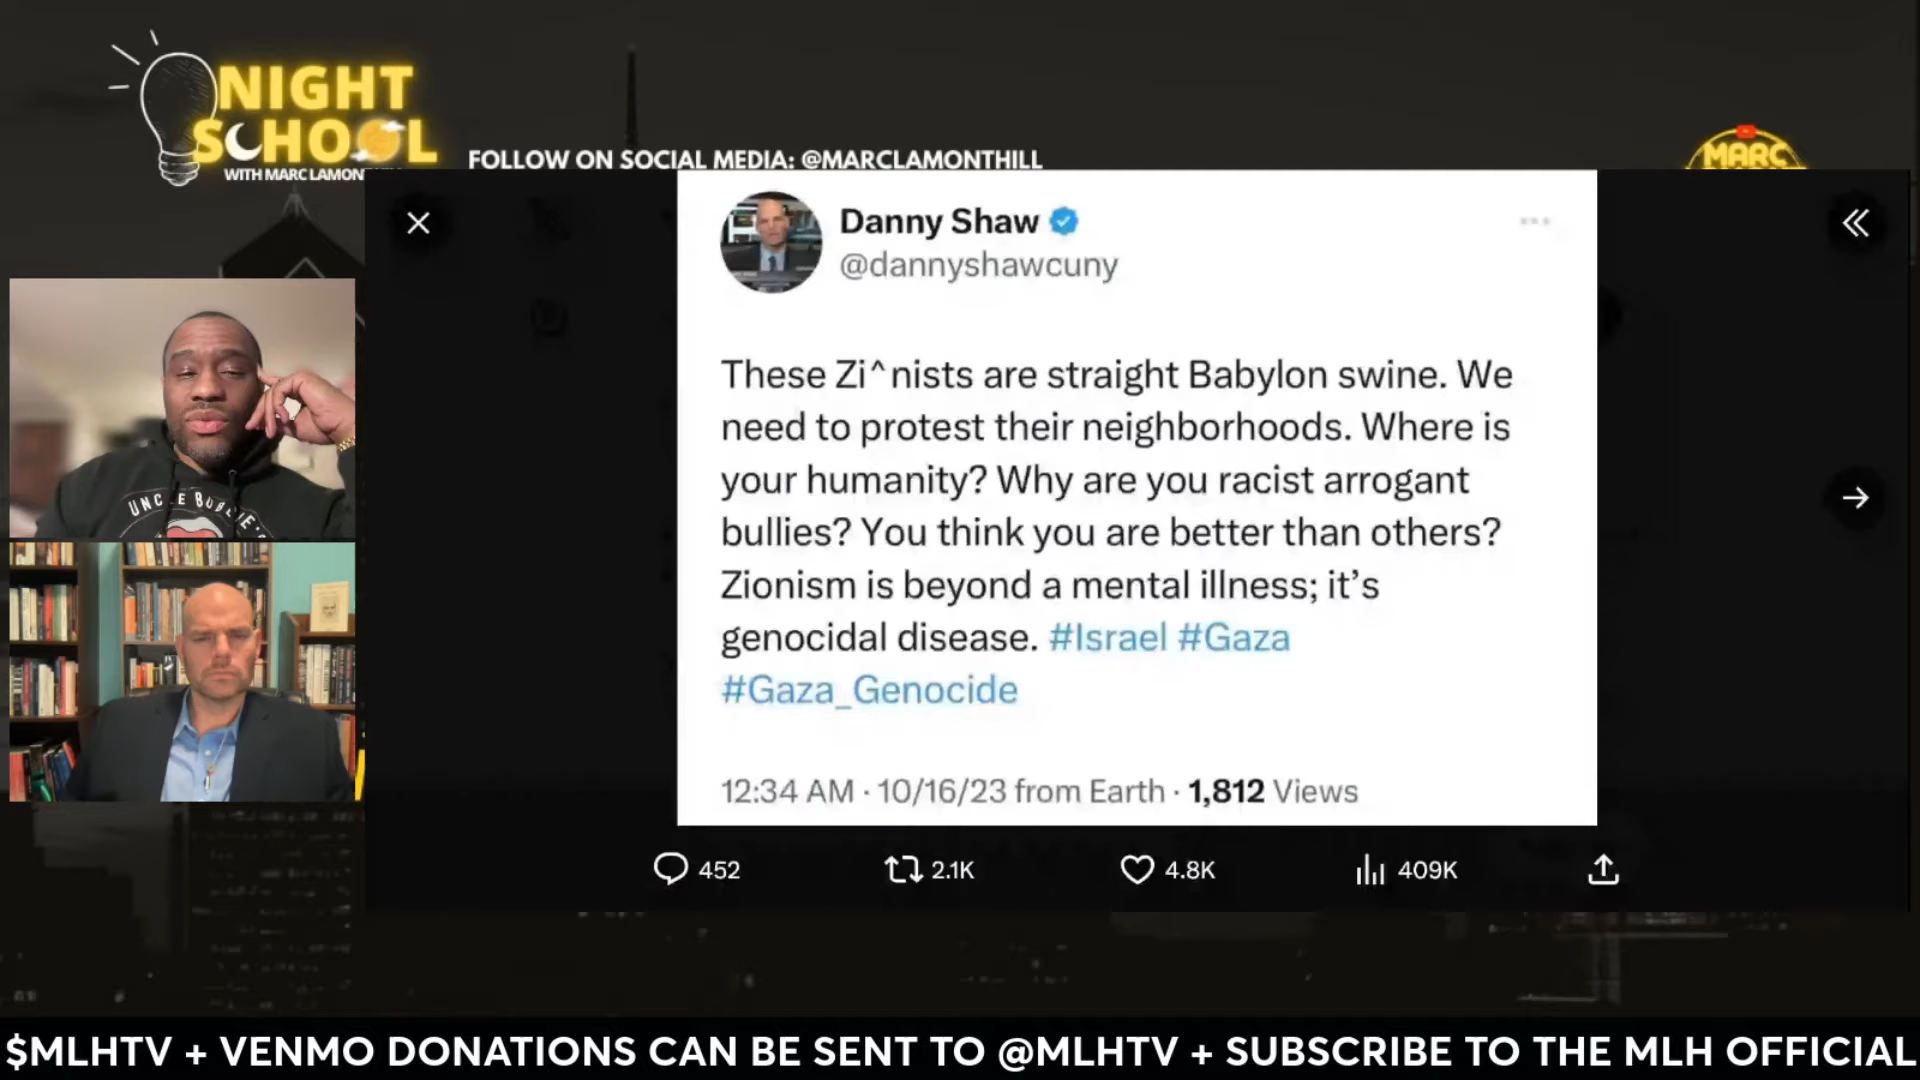 NIGHT
SCHOOL
WITH MARC LAMON
FOLLOW ON SOCIAL MEDIA: @MARCLAMONTHILL
MARC
Danny Shaw
@dannyshawcuny
These Zi^nists are straight Babylon swine. We
need to protest their neighborhoods. Where is
your humanity? Why are you racist arrogant
bullies? You think you are better than others?
Zionism is beyond a mental illness; it’s
genocidal disease. #Israel #Gaza
#Gaza_Genocide
12:34 AM · 10/16/23 from Earth · 1,812 Views
452 2.1K 4.8K 409K
$MLHTV + VENMO DONATIONS CAN BE SENT TO @MLHTV + SUBSCRIBE TO THE MLH OFFICIAL